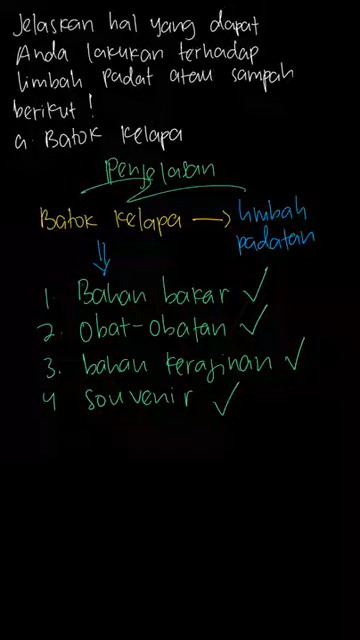 Jelaskan hal yang dapat
Anda lakukan terhadap
limbah padat atau sampah
berikut !
a. Batok Kelapa
Penjelasan
Batok Kelapa → limbah padatan
⇓
1. Bahan bakar ✓
2. Obat-obatan ✓
3. bahan kerajinan ✓
4 souvenir ✓